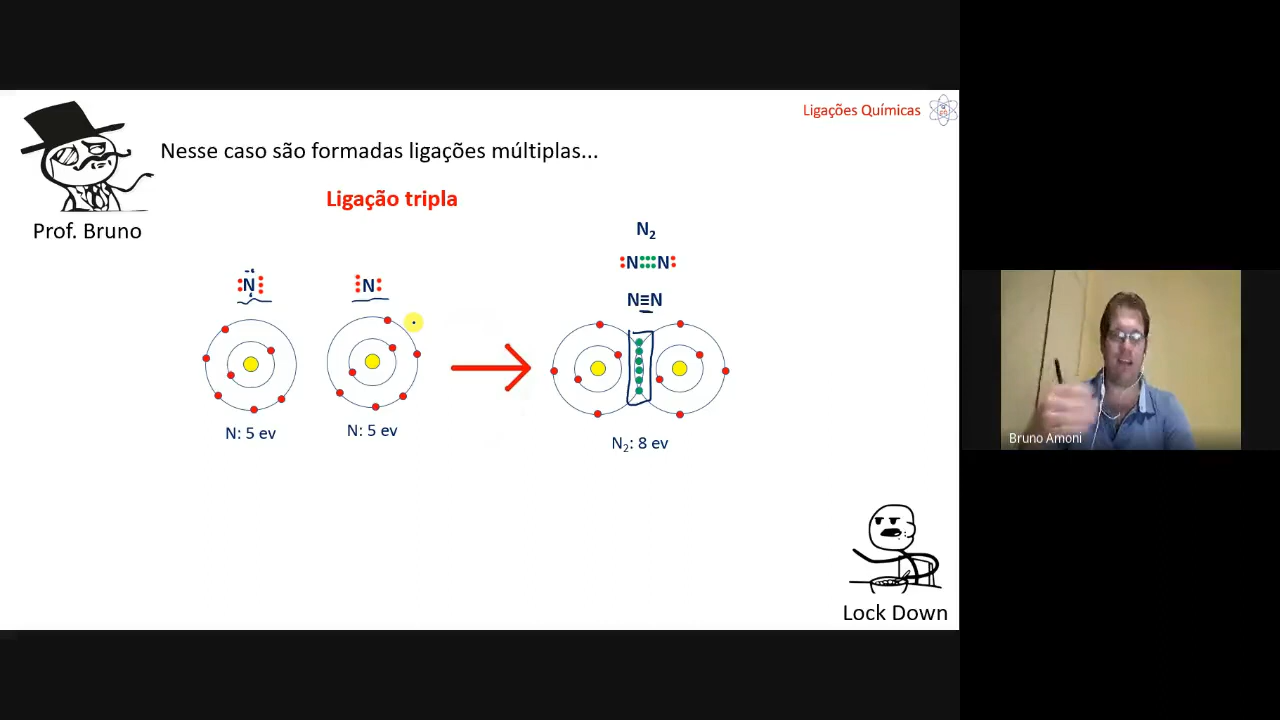 Ligações Químicas
Nesse caso são formadas ligações múltiplas...
Ligação tripla
Prof. Bruno
N₂
N N
N N
N≡N
N: 5 ev
N: 5 ev
N₂: 8 ev
Bruno Amoni
Lock Down